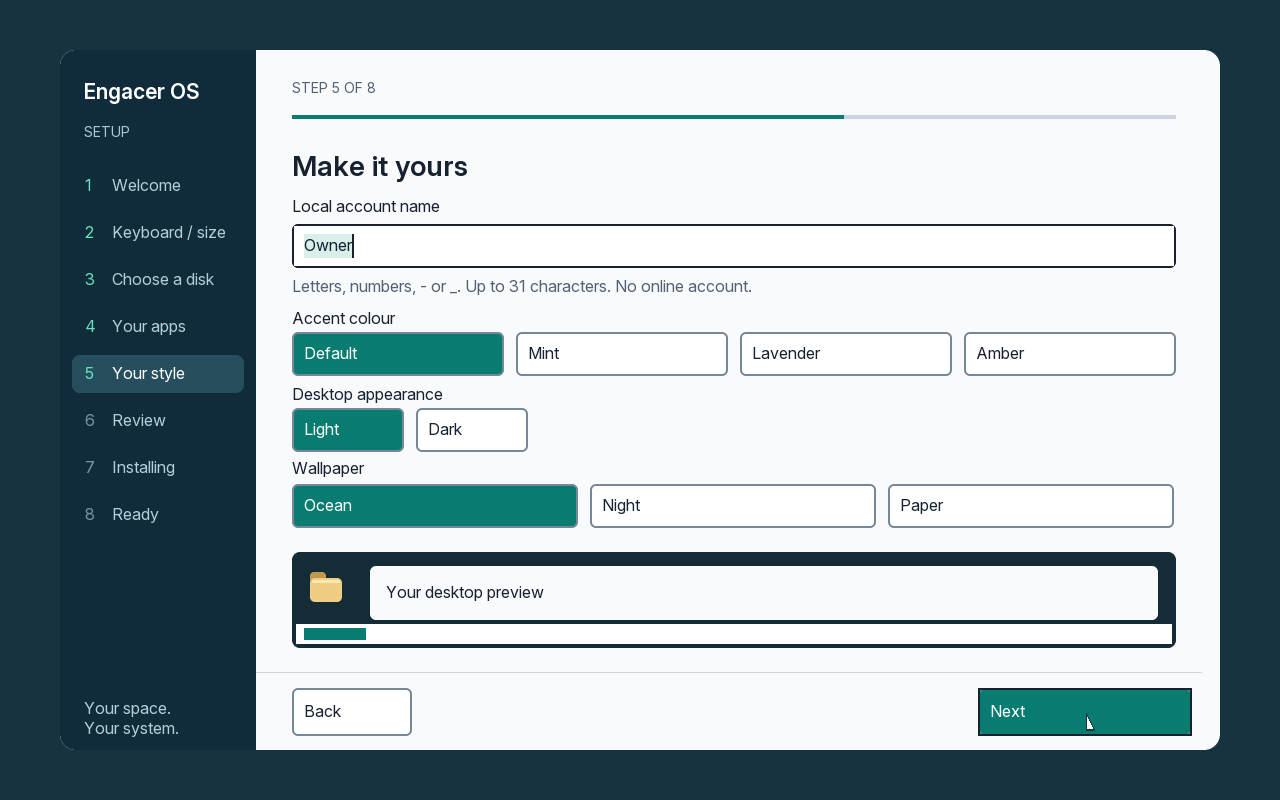 Engacer OS
SETUP
1 Welcome
2 Keyboard / size
3 Choose a disk
4 Your apps
5 Your style
6 Review
7 Installing
8 Ready
Your space.
Your system.
STEP 5 OF 8
Make it yours
Local account name
Owner
Letters, numbers, - or _. Up to 31 characters. No online account.
Accent colour
Default Mint Lavender Amber
Desktop appearance
Light Dark
Wallpaper
Ocean Night Paper
Your desktop preview
Back Next